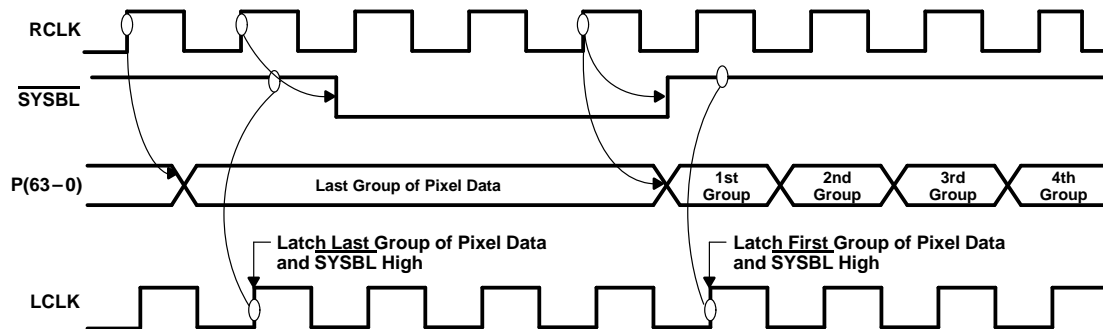 RCLK
SYSBL
P(63−0)
Last Group of Pixel Data
1st
Group
2nd
Group
3rd
Group
4th
Group
Latch Last Group of Pixel Data
and SYSBL High
Latch First Group of Pixel Data
and SYSBL High
LCLK